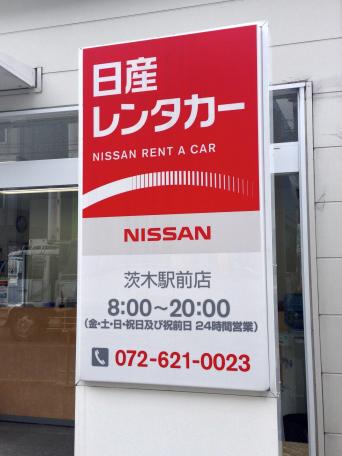 日産
レンタカー
NISSAN RENT A CAR
NISSAN
茨木駅前店
8:00～20:00
(金・土・日・祝日及び祝前日 24時間営業)
072-621-0023